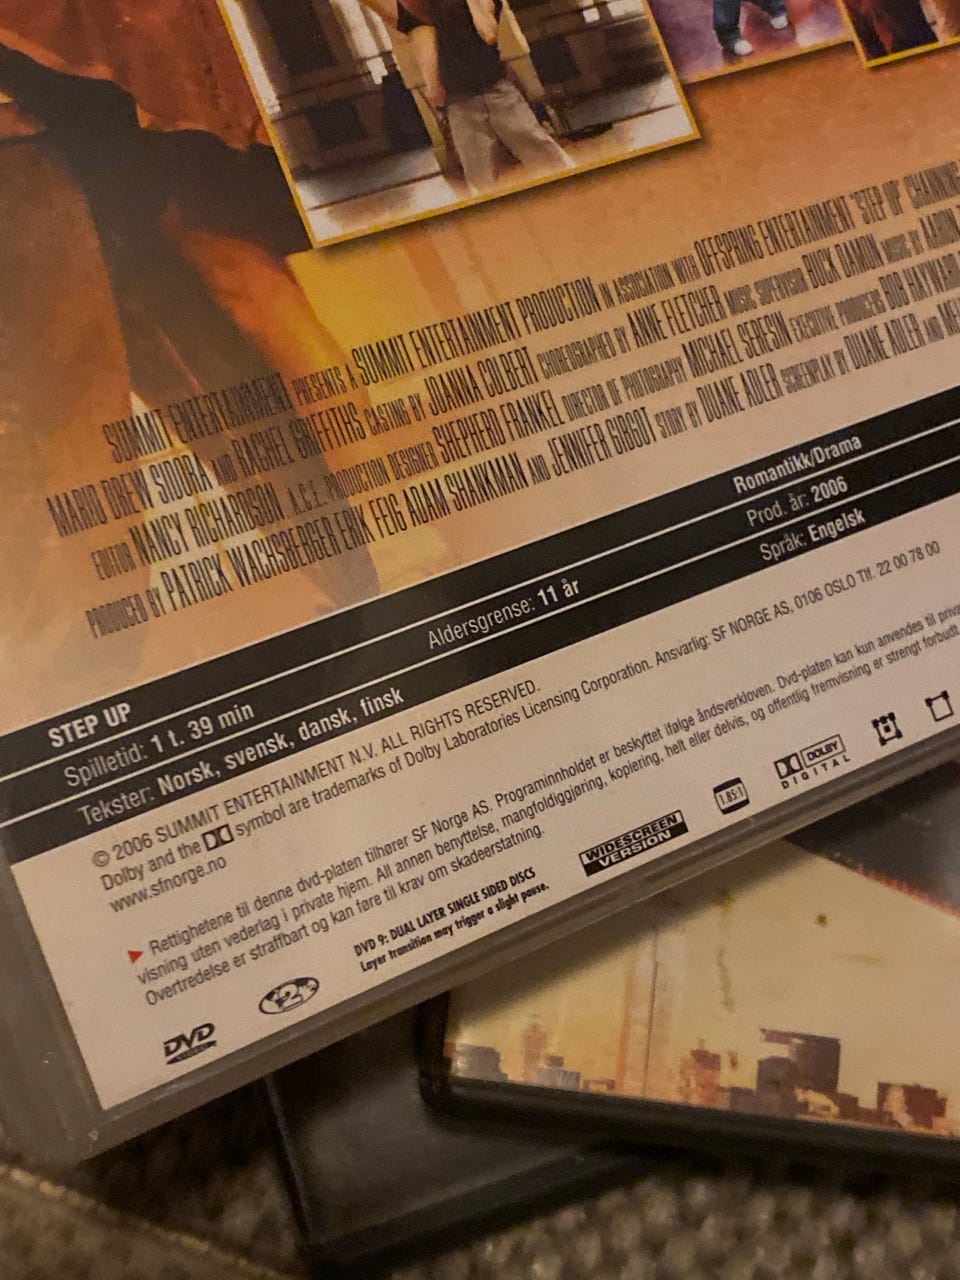 SUMMIT ENTERTAINMENT PRESENTS A SUMMIT ENTERTAINMENT PRODUCTION IN ASSOCIATION WITH OFFSPRING ENTERTAINMENT "STEP UP" CHANNING
MARIO DREW SIDORA AND RACHEL GRIFFITHS CASTING BY JOANNA COLBERT CHOREOGRAPHED BY ANNE FLETCHER MUSIC SUPERVISION BUCK DAMON MUSIC BY AARON
EDITOR NANCY RICHARDSON A.C.E. PRODUCTION DESIGNER SHEPHERD FRANKEL DIRECTOR OF PHOTOGRAPHY MICHAEL SERESIN EXECUTIVE PRODUCERS BOB HAYWARD
PRODUCED BY PATRICK WACHSBERGER ERIK FEIG ADAM SHANKMAN AND JENNIFER GIBGOT STORY BY DUANE ADLER SCREENPLAY BY DUANE ADLER AND
STEP UP Romantikk/Drama
Spilletid: 1 t. 39 min Aldersgrense: 11 år Prod. år: 2006
Tekster: Norsk, svensk, dansk, finsk Språk: Engelsk
© 2006 SUMMIT ENTERTAINMENT N.V. ALL RIGHTS RESERVED.
Dolby and the symbol are trademarks of Dolby Laboratories Licensing Corporation. Ansvarlig: SF NORGE AS, 0106 OSLO Tlf. 22 00 78 00
www.sfnorge.no
Rettighetene til denne dvd-platen tilhører SF Norge AS. Programinnholdet er beskyttet ifølge åndsverkloven. Dvd-platen kan kun anvendes til
visning uten vederlag i private hjem. All annen benyttelse, mangfoldiggjøring, kopiering, helt eller delvis, og offentlig fremvisning er strengt forbudt.
Overtredelse er straffbart og kan føre til krav om skadeerstatning.
DVD 9: DUAL LAYER SINGLE SIDED DISCS
Layer transition may trigger a slight pause.
WIDESCREEN
VERSION
1.85:1
DOLBY
DIGITAL
2
DVD
VIDEO